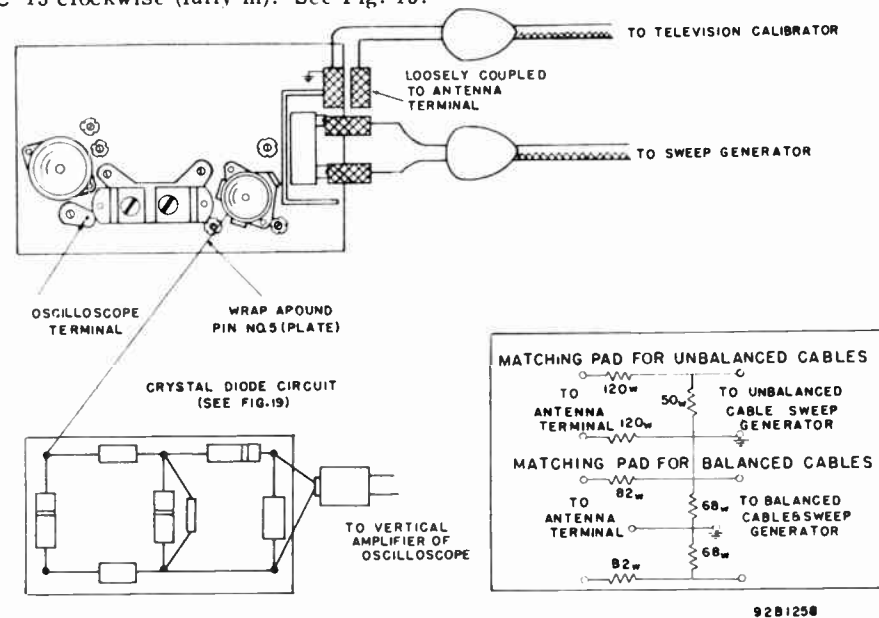 C-15 clockwise (fully in). See Fig. 18.
TO TELEVISION CALIBRATOR
LOOSELY COUPLED
TO ANTENNA
TERMINAL
TO SWEEP GENERATOR
OSCILLOSCOPE
TERMINAL
WRAP APOUND
PIN NO.5 (PLATE)
CRYSTAL DIODE CIRCUIT
(SEE FIG.19)
TO VERTICAL
AMPLIFIER OF
OSCILLOSCOPE
MATCHING PAD FOR UNBALANCED CABLES
120w
50w
TO
ANTENNA
TERMINAL
120w
TO UNBALANCED
CABLE SWEEP
GENERATOR
MATCHING PAD FOR BALANCED CABLES
82w
68w
TO
ANTENNA
TERMINAL
TO BALANCED
CABLE&SWEEP
GENERATOR
68w
82w
92B1258